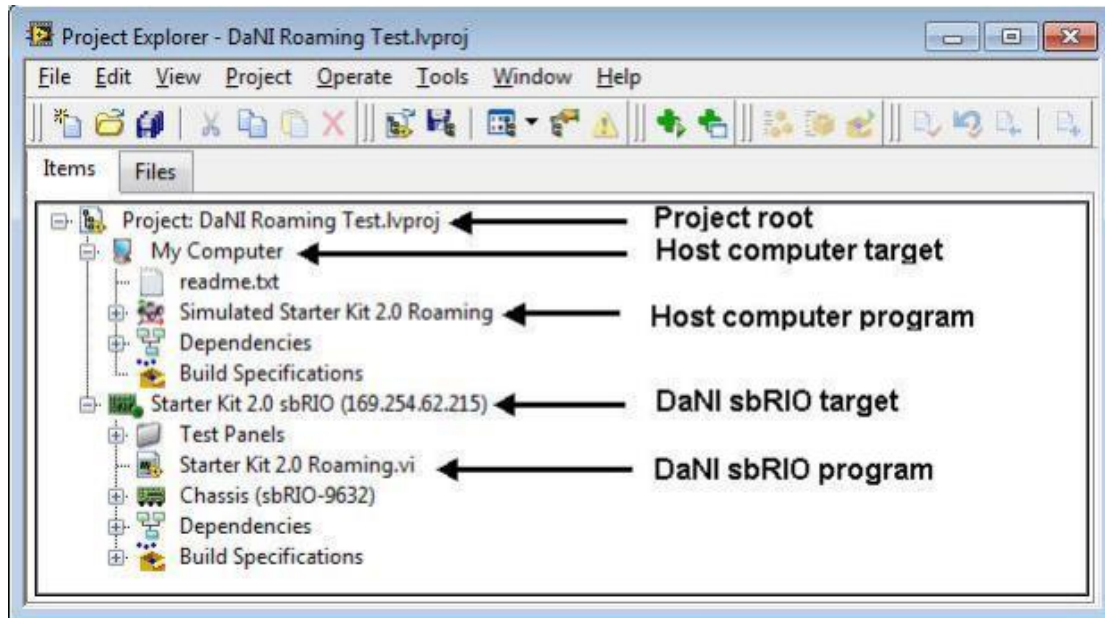 Project Explorer - DaNI Roaming Test.lvproj
File Edit View Project Operate Tools Window Help
Items Files
Project: DaNI Roaming Test.lvproj Project root
My Computer Host computer target
readme.txt
Simulated Starter Kit 2.0 Roaming Host computer program
Dependencies
Build Specifications
Starter Kit 2.0 sbRIO (169.254.62.215) DaNI sbRIO target
Test Panels
Starter Kit 2.0 Roaming.vi DaNI sbRIO program
Chassis (sbRIO-9632)
Dependencies
Build Specifications